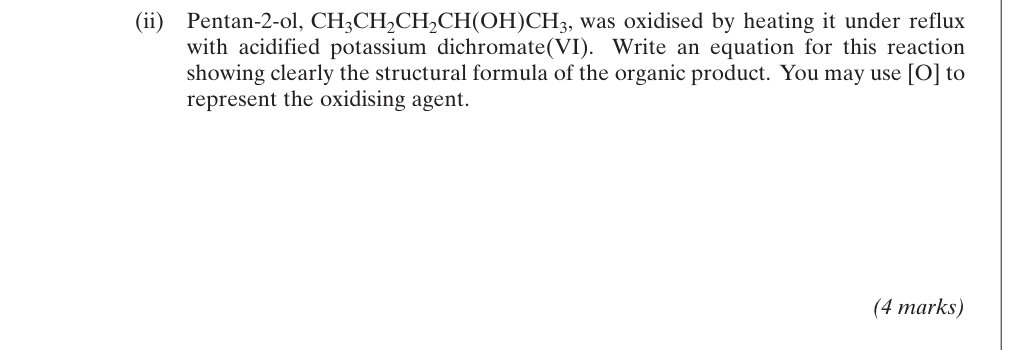 (ii) Pentan-2-ol, CH₃CH₂CH₂CH(OH)CH₃, was oxidised by heating it under reflux
with acidified potassium dichromate(VI). Write an equation for this reaction
showing clearly the structural formula of the organic product. You may use [O] to
represent the oxidising agent.
(4 marks)